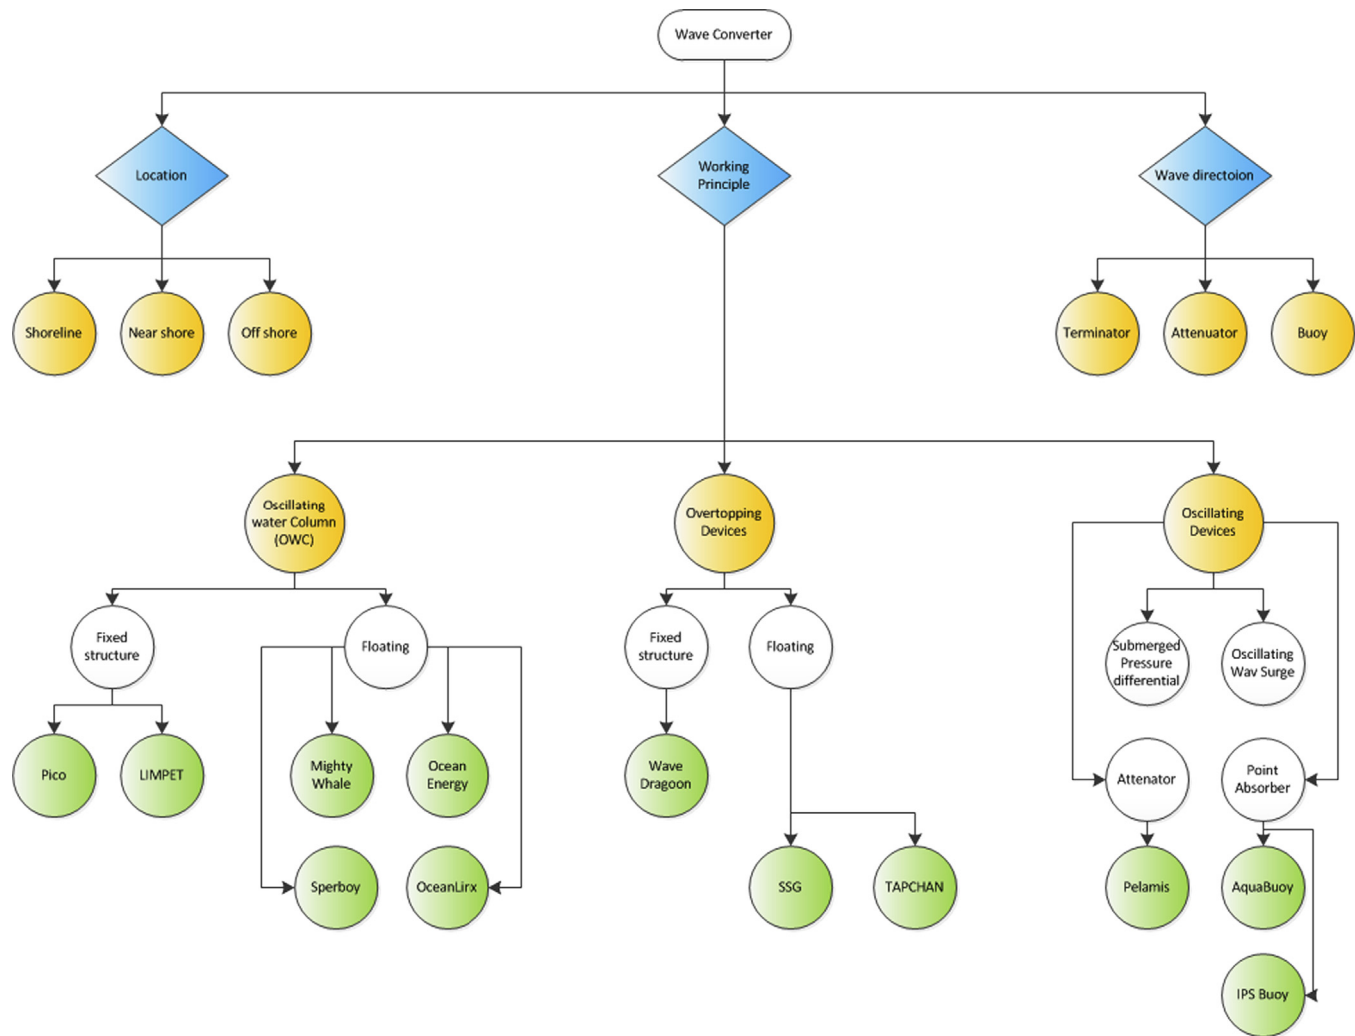 Wave Converter
Location
Working
Principle
Wave directoion
Shoreline
Near shore
Off shore
Terminator
Attenuator
Buoy
Oscillating
water Column
(OWC)
Overtopping
Devices
Oscillating
Devices
Fixed
structure
Floating
Fixed
structure
Floating
Submerged
Pressure
differential
Oscillating
Wav Surge
Pico
LIMPET
Mighty
Whale
Ocean
Energy
Wave
Dragoon
Attenator
Point
Absorber
Sperboy
OceanLirx
SSG
TAPCHAN
Pelamis
AquaBuoy
IPS Buoy